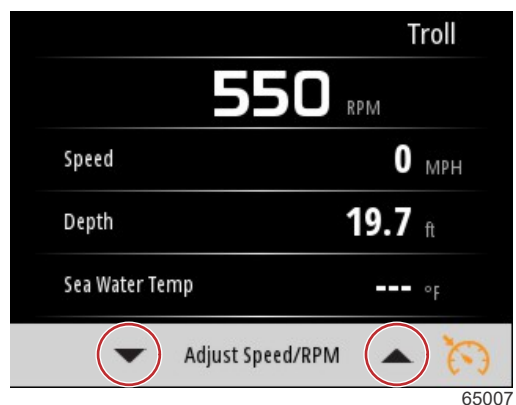 Troll
550 RPM
Speed 0 MPH
Depth 19.7 ft
Sea Water Temp --- °F
Adjust Speed/RPM
65007